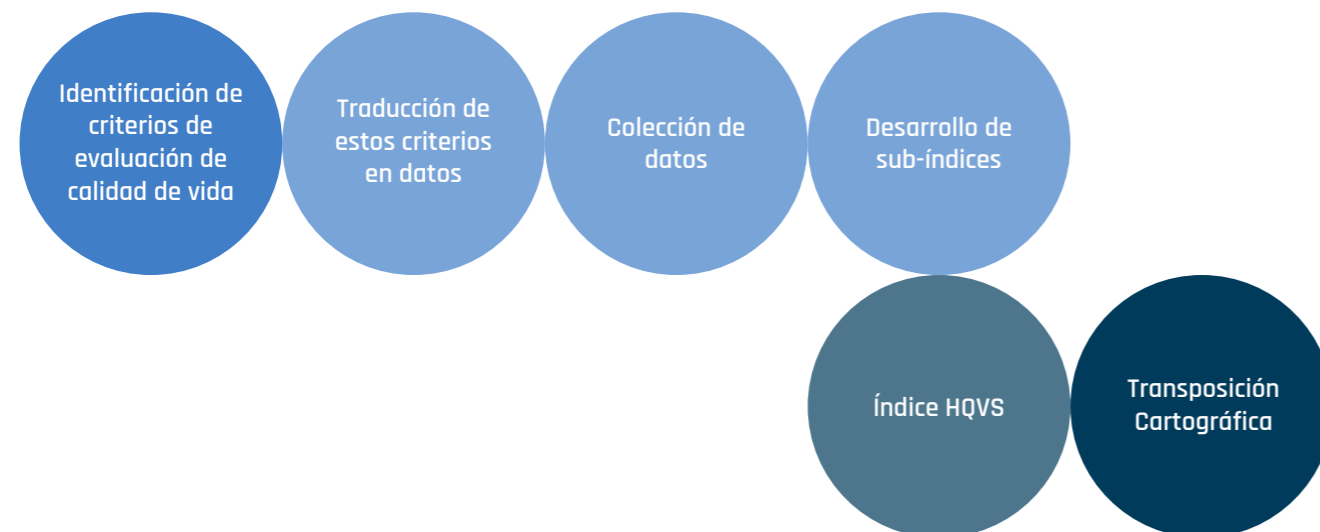 Identificación de
criterios de
evaluación de
calidad de vida
Traducción de
estos criterios
en datos
Colección de
datos
Desarrollo de
sub-índices
Índice HQVS
Transposición
Cartográfica